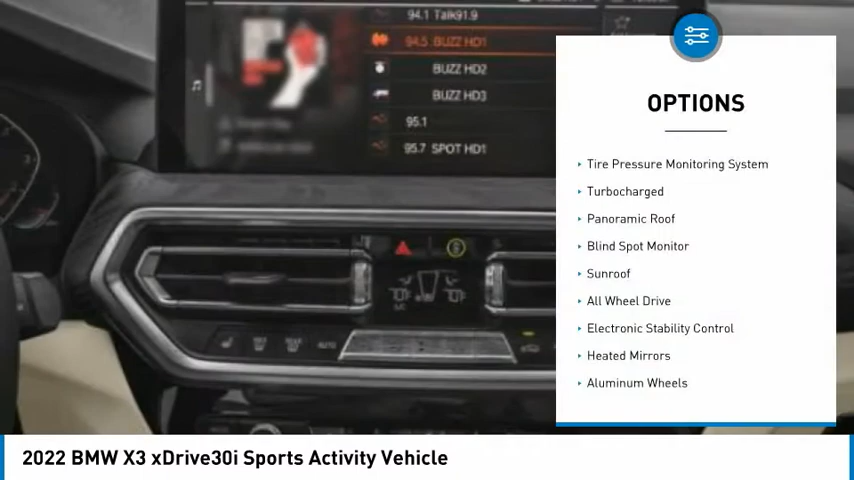 94.1 Talk91.9
94.5 BUZZ HD1
BUZZ HD2
BUZZ HD3
95.1
95.7 SPOT HD1
AUTO
OPTIONS
Tire Pressure Monitoring System
Turbocharged
Panoramic Roof
Blind Spot Monitor
Sunroof
All Wheel Drive
Electronic Stability Control
Heated Mirrors
Aluminum Wheels
2022 BMW X3 xDrive30i Sports Activity Vehicle